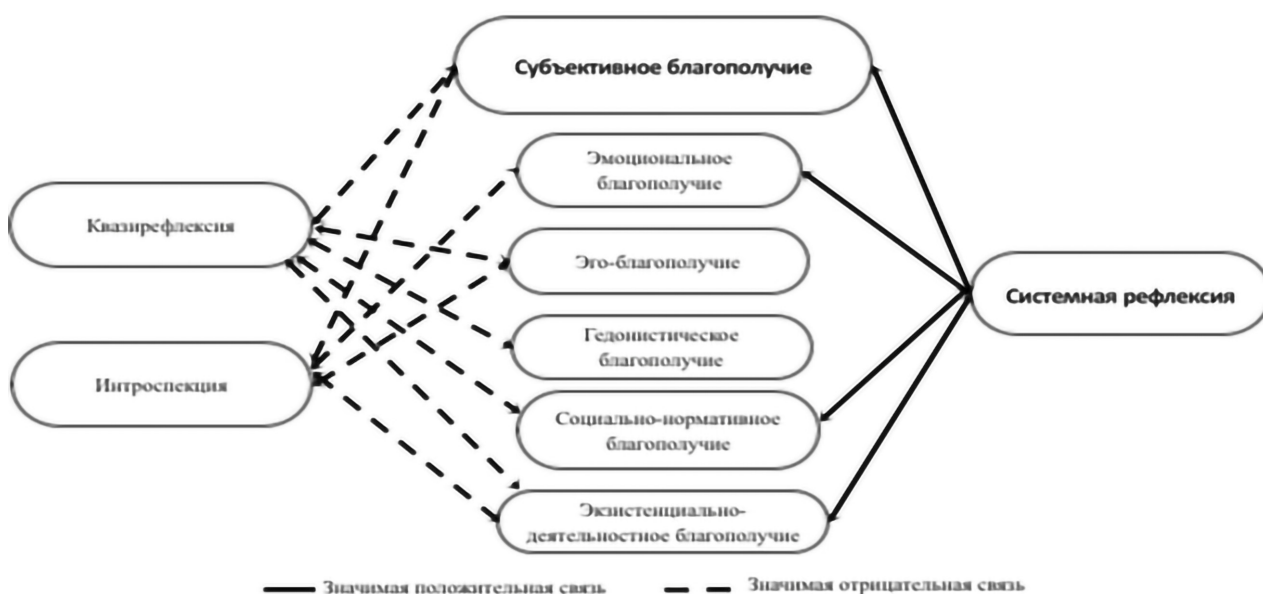 Субъективное благополучие
Эмоциональное
благополучие
Квазирефлексия
Эго-благополучие
Системная рефлексия
Гедонистическое
благополучие
Интроспекция
Социально-нормативное
благополучие
Экзистенциально-
деятельностное благополучие
Значимая положительная связь
Значимая отрицательная связь